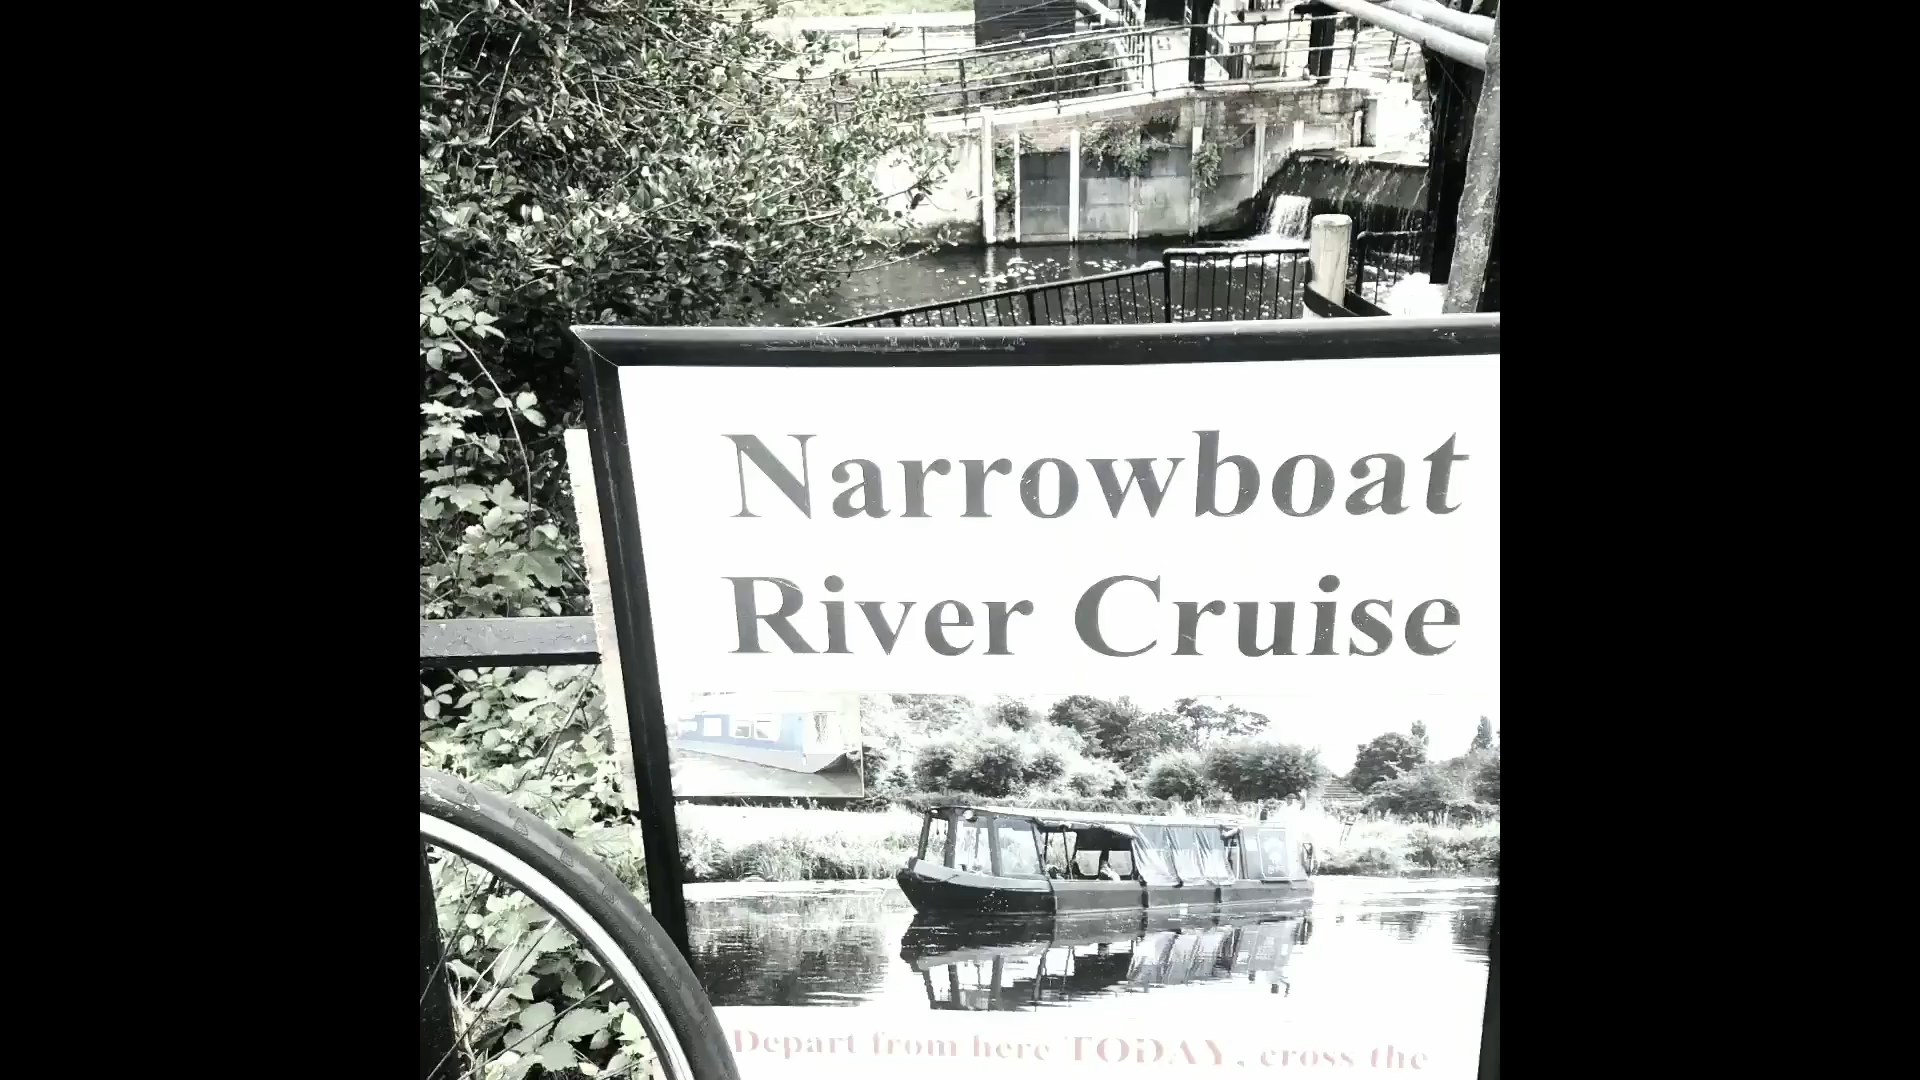 Narrowboat
River Cruise
Depart from here TODAY, cross the